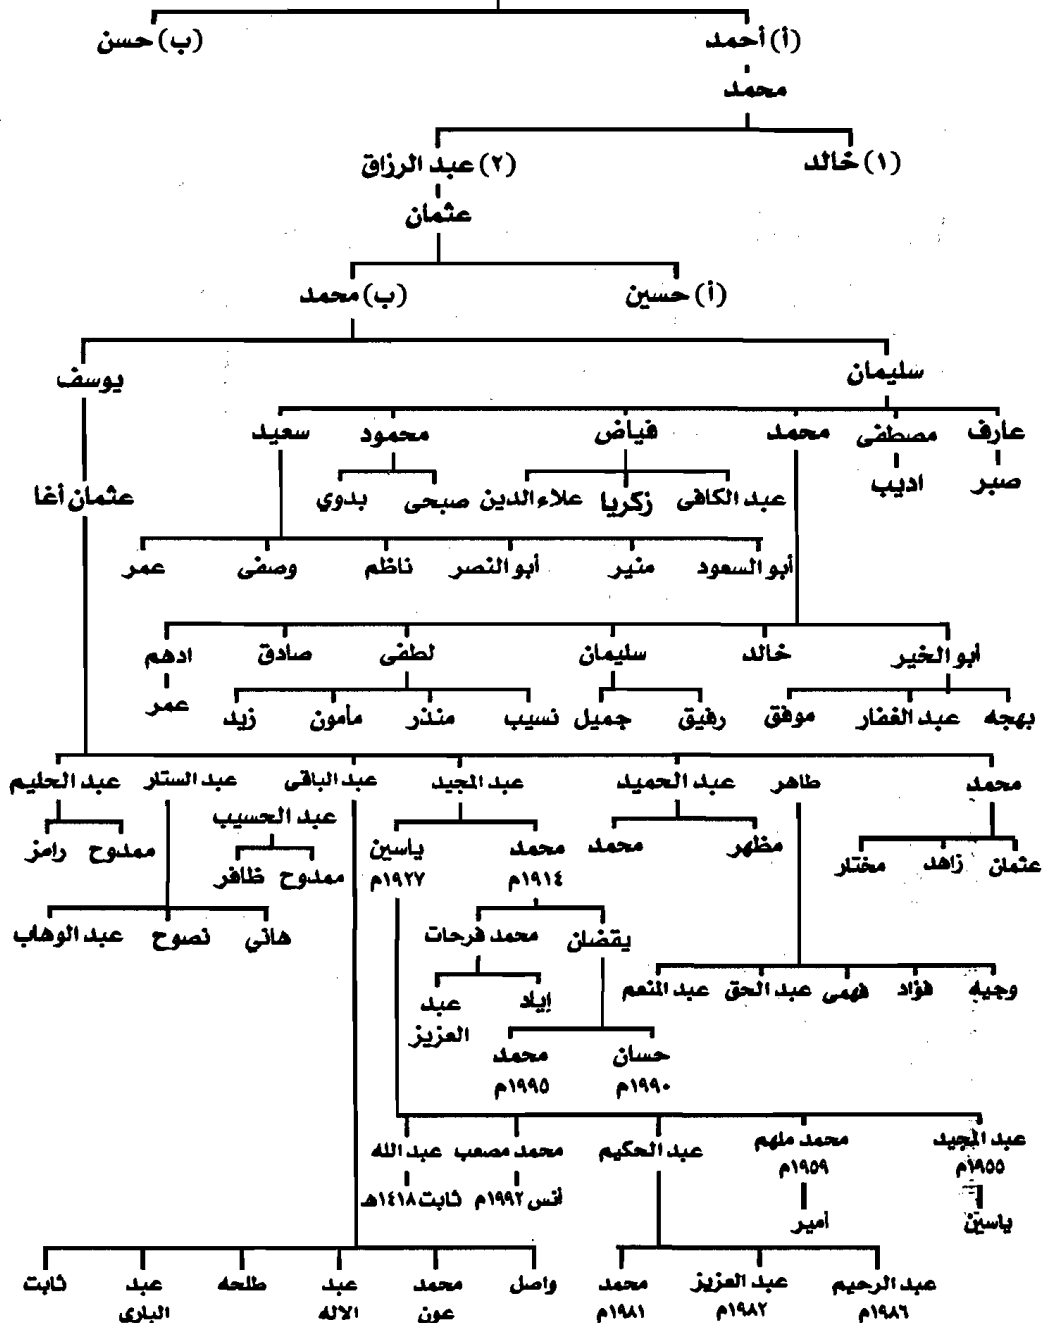 (أ) أحمد (ب) حسن
محمد
(١) خالد (٢) عبد الرزاق
عثمان
(أ) حسين (ب) محمد
سليمان يوسف
عارف مصطفى محمد فياض محمود سعيد
صبر اديب عبد الكافى زكريا علاء الدين صبحى بدوي عثمان أغا
أبو السعود منير أبو النصر ناظم وصفى عمر
أبو الخير خالد سليمان لطفى صادق ادهم
بهجه عبد الغفار موفق رفيق جميل نسيب منذر مأمون زيد عمر
محمد طاهر عبد الحميد عبد المجيد عبد الباقى عبد الستار عبد الحليم
عبد الحسيب
عثمان زاهد مختار مظهر محمد محمد ياسين ممدوح رامز
١٩١٤م ١٩٢٧م ممدوح ظافر
يقضان محمد فرحات هاني نصوح عبد الوهاب
وجيه فؤاد فهمى عبد الحق عبد المنعم إياد عبد
العزيز
حسان محمد
١٩٩٠م ١٩٩٥م
عبد المجيد محمد ملهم عبد الحكيم محمد مصعب عبد الله
١٩٥٥م ١٩٥٩م
أنس ١٩٩٢م ثابت ١٤١٨هـ
ياسين أمير
عبد الرحيم عبد العزيز محمد واصل محمد عبد طلحه عبد ثابت
١٩٨٦م ١٩٨٢م ١٩٨١م عون الاله البارى